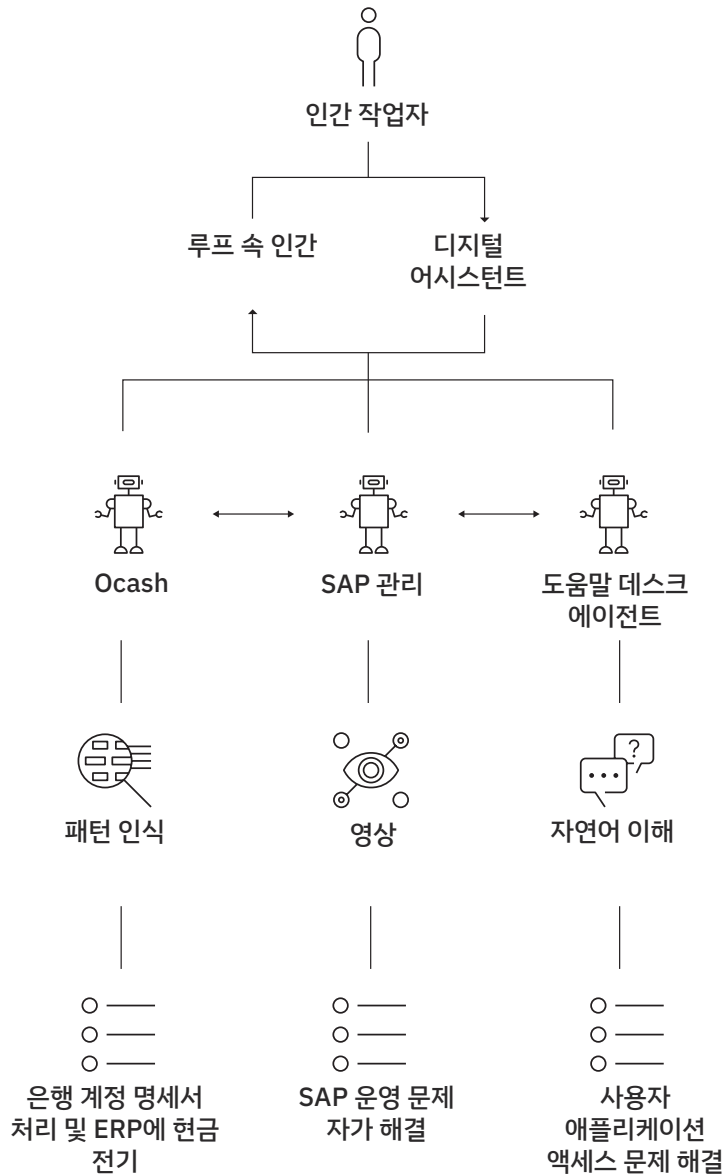 인간 작업자
루프 속 인간
디지털
어시스턴트
Ocash
SAP 관리
도움말 데스크
에이전트
패턴 인식
영상
?
자연어 이해
은행 계정 명세서
처리 및 ERP에 현금
전기
SAP 운영 문제
자가 해결
사용자
애플리케이션
액세스 문제 해결